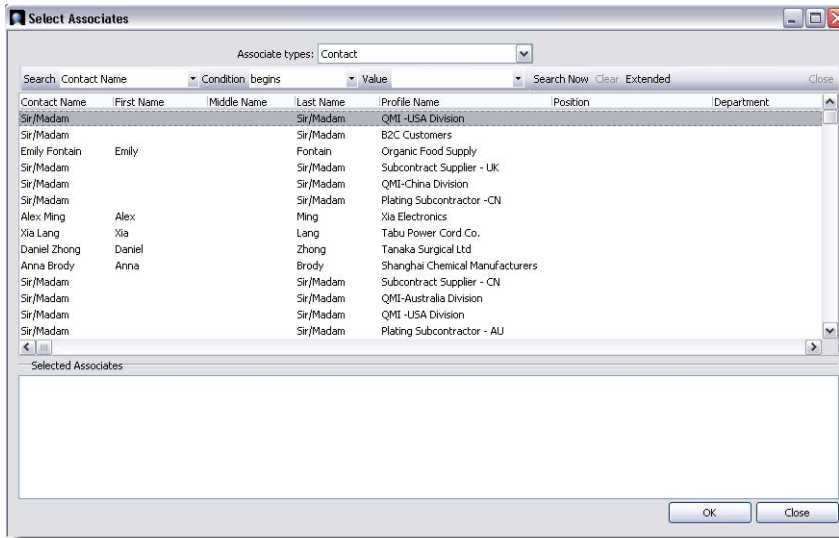 Select Associates
Associate types: Contact
Search Contact Name Condition begins Value Search Now Clear Extended Close
Contact Name First Name Middle Name Last Name Profile Name Position Department
Sir/Madam Sir/Madam QMI -USA Division
Sir/Madam Sir/Madam B2C Customers
Emily Fontain Emily Fontain Organic Food Supply
Sir/Madam Sir/Madam Subcontract Supplier - UK
Sir/Madam Sir/Madam QMI-China Division
Sir/Madam Sir/Madam Plating Subcontractor -CN
Alex Ming Alex Ming Xia Electronics
Xia Lang Xia Lang Tabu Power Cord Co.
Daniel Zhong Daniel Zhong Tanaka Surgical Ltd
Anna Brody Anna Brody Shanghai Chemical Manufacturers
Sir/Madam Sir/Madam Subcontract Supplier - CN
Sir/Madam Sir/Madam QMI-Australia Division
Sir/Madam Sir/Madam QMI -USA Division
Sir/Madam Sir/Madam Plating Subcontractor - AU
Selected Associates
OK Close